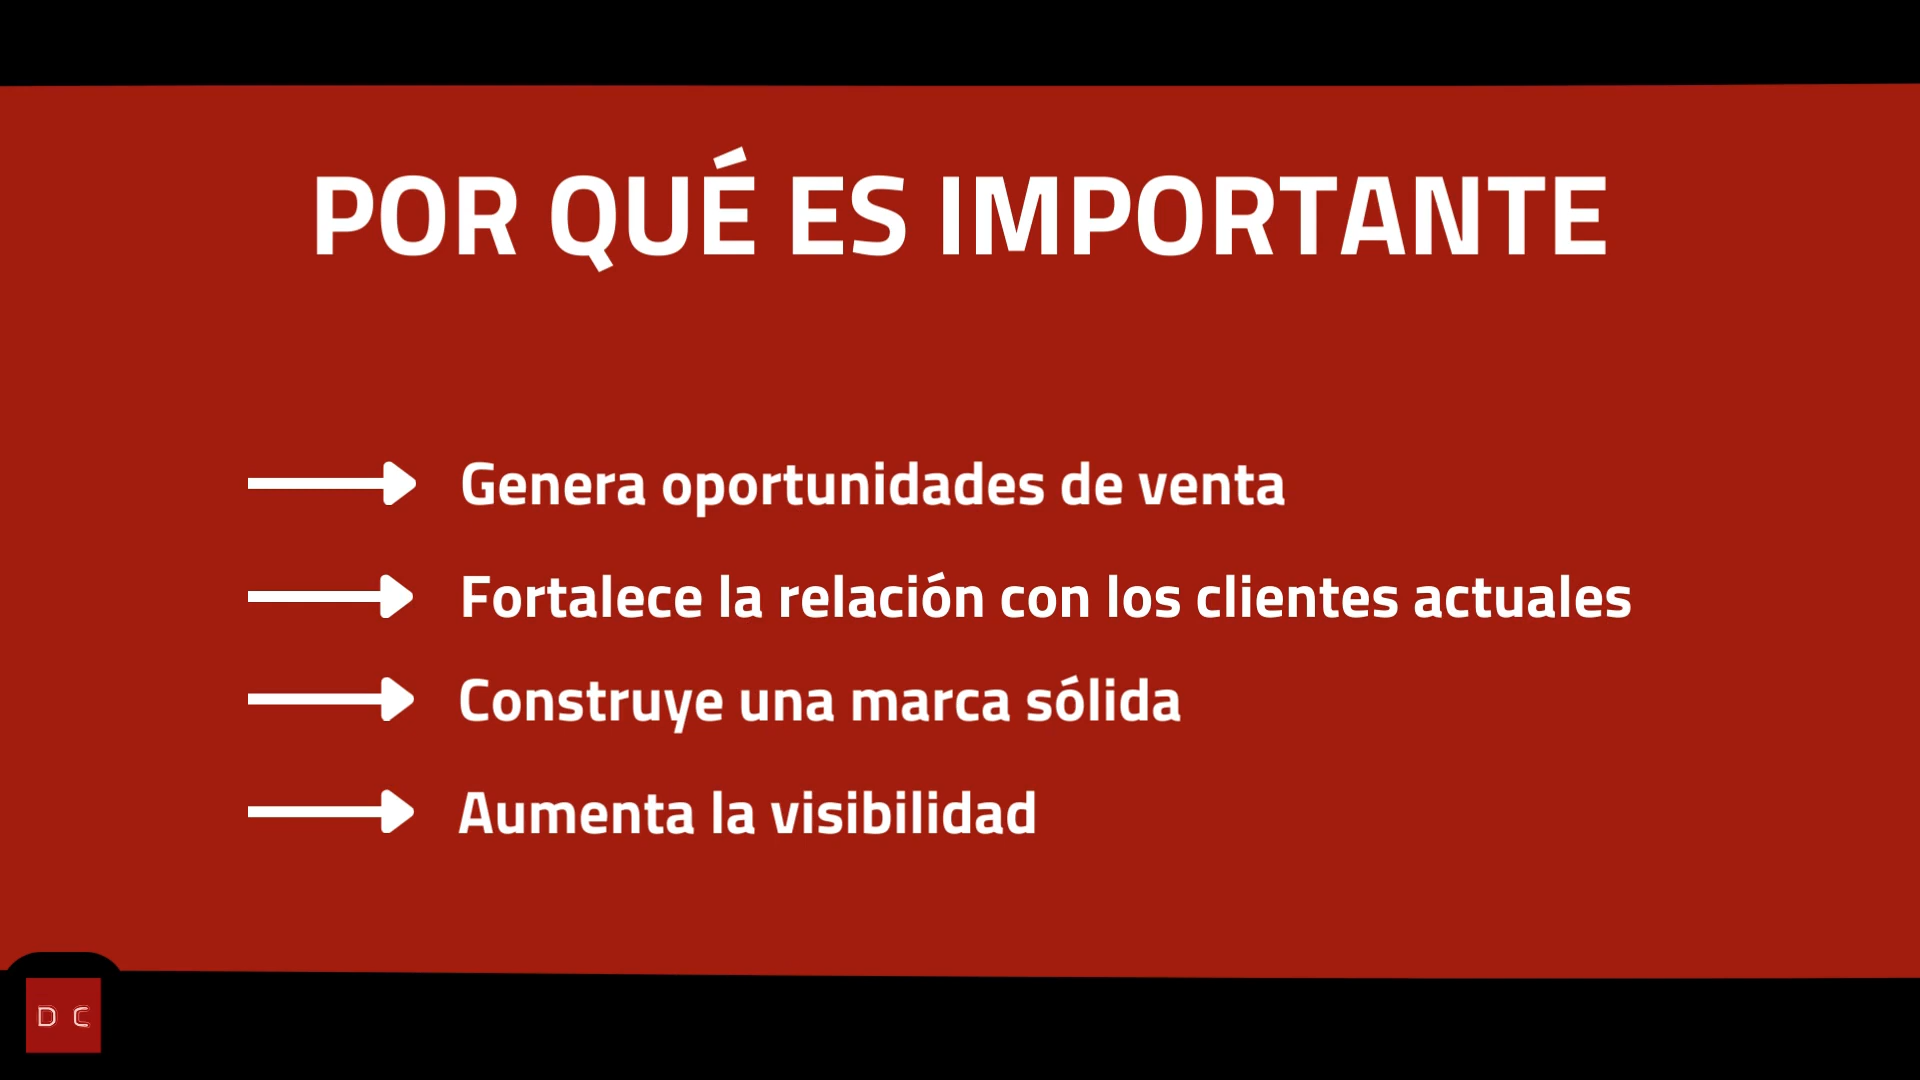 POR QUÉ ES IMPORTANTE
Genera oportunidades de venta
Fortalece la relación con los clientes actuales
Construye una marca sólida
Aumenta la visibilidad
D C